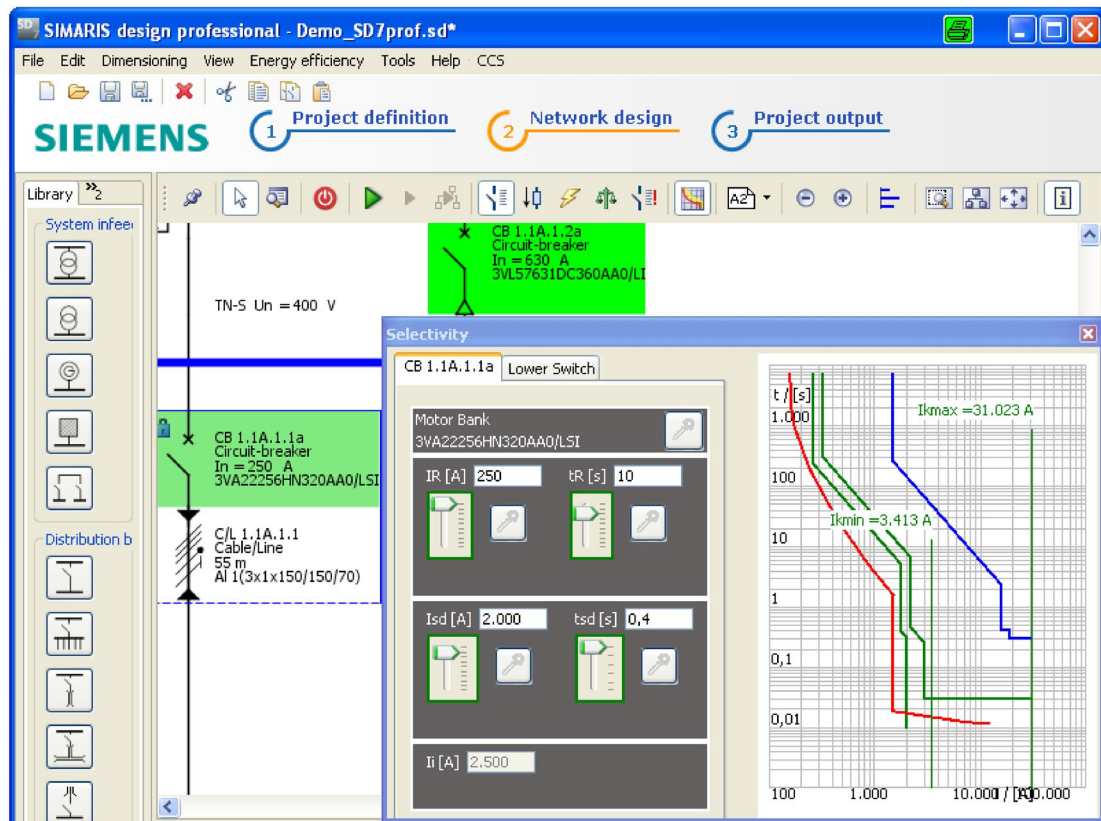 SD7 SIMARIS design professional - Demo_SD7prof.sd*
File Edit Dimensioning View Energy efficiency Tools Help CCS
SIEMENS
1 Project definition
2 Network design
3 Project output
Library »2
A2
System infee
Distribution b
CB 1.1A.1.2a
Circuit-breaker
In = 630 A
3VL57631DC360AA0/LI
TN-S Un = 400 V
CB 1.1A.1.1a
Circuit-breaker
In = 250 A
3VA22256HN320AA0/LSI
C/L 1.1A.1.1
Cable/Line
55 m
Al 1(3x1x150/150/70)
Selectivity
CB 1.1A.1.1a Lower Switch
Motor Bank
3VA22256HN320AA0/LSI
IR [A] 250 tR [s] 10
Isd [A] 2.000 tsd [s] 0,4
Ii [A] 2.500
t / [s]
1.000
100
10
1
0,1
0,01
Ikmax =31.023 A
Ikmin =3.413 A
100 1.000 10.000 I / [A] 100.000